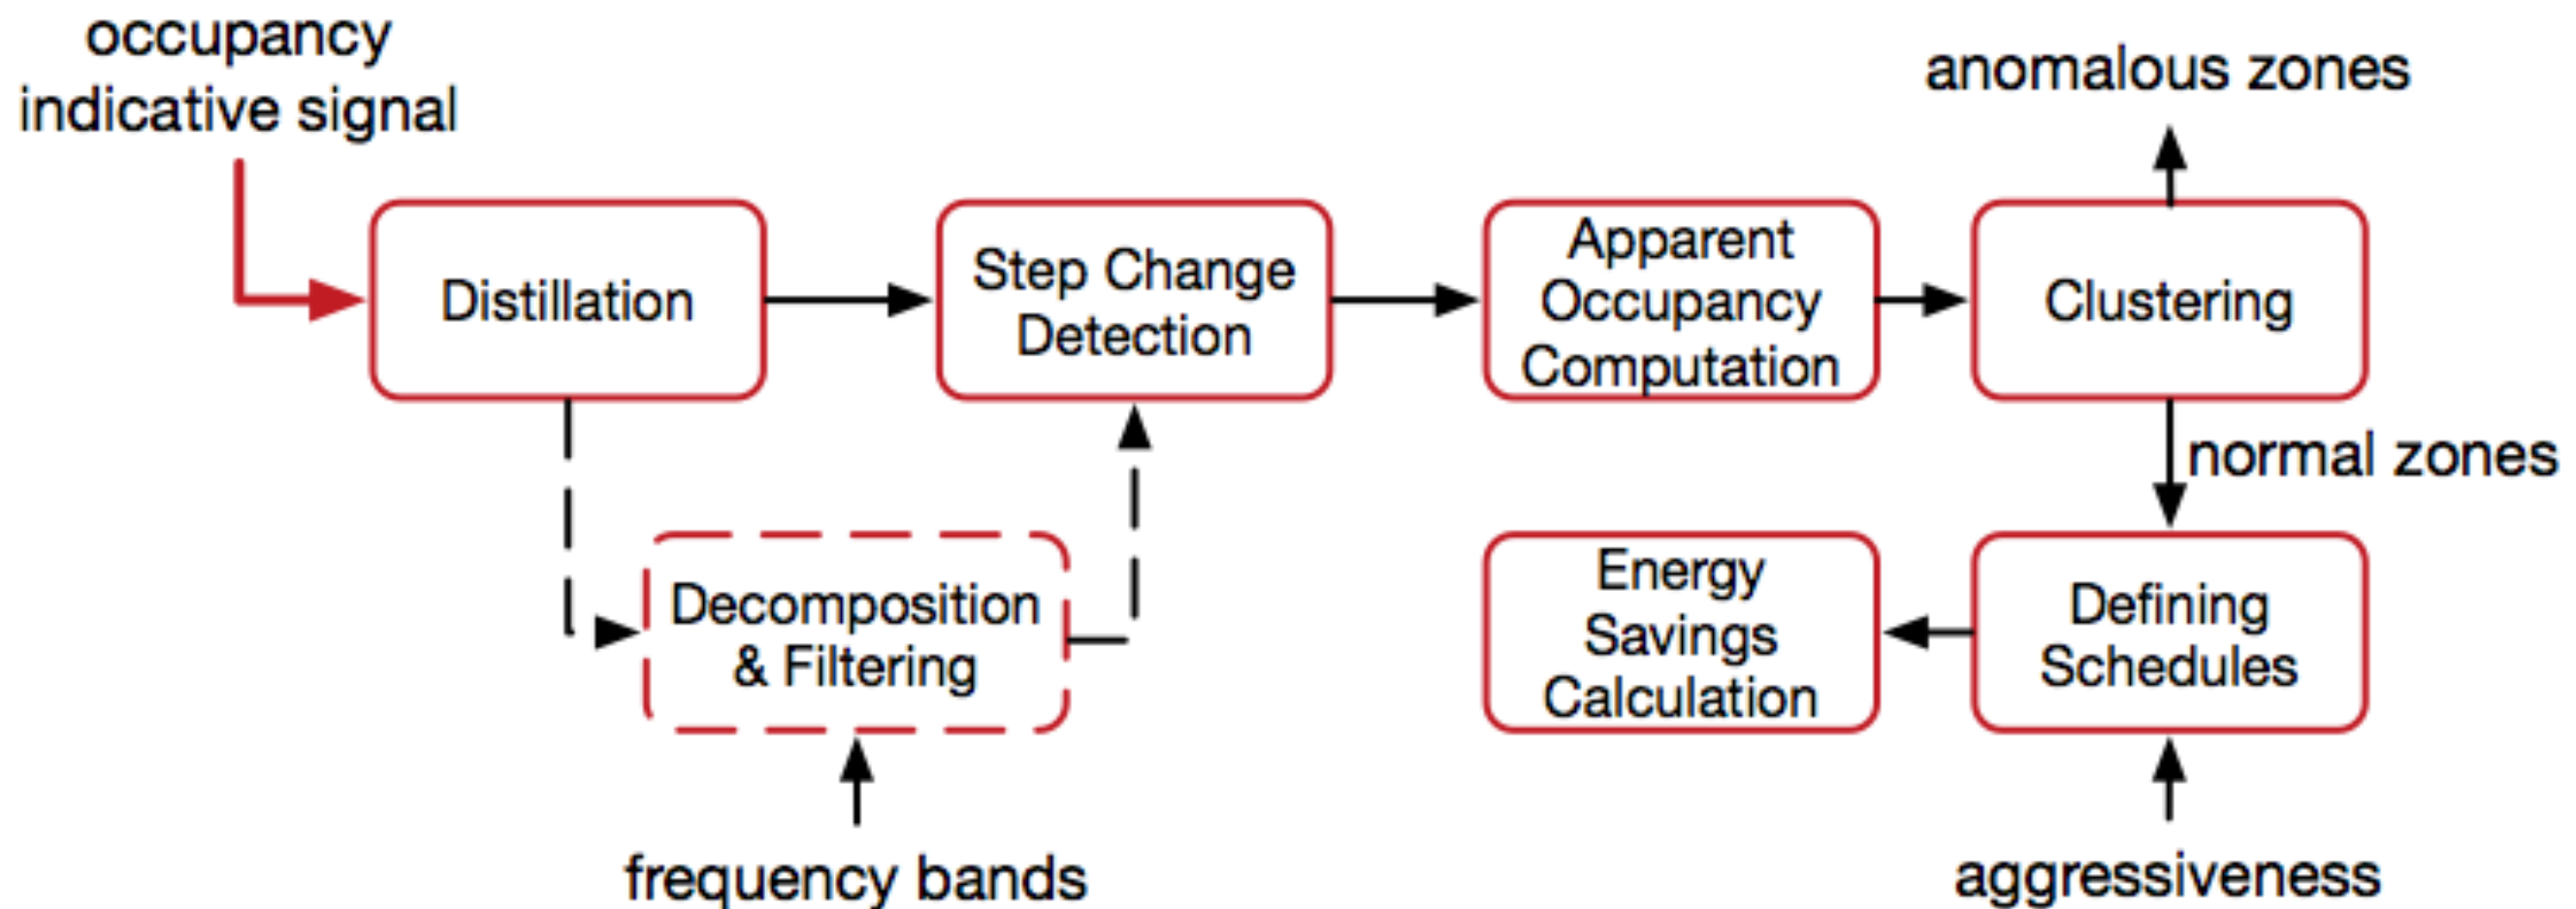 occupancy
indicative signal
anomalous zones
Distillation
Step Change
Detection
Apparent
Occupancy
Computation
Clustering
normal zones
Decomposition
& Filtering
Energy
Savings
Calculation
Defining
Schedules
frequency bands
aggressiveness